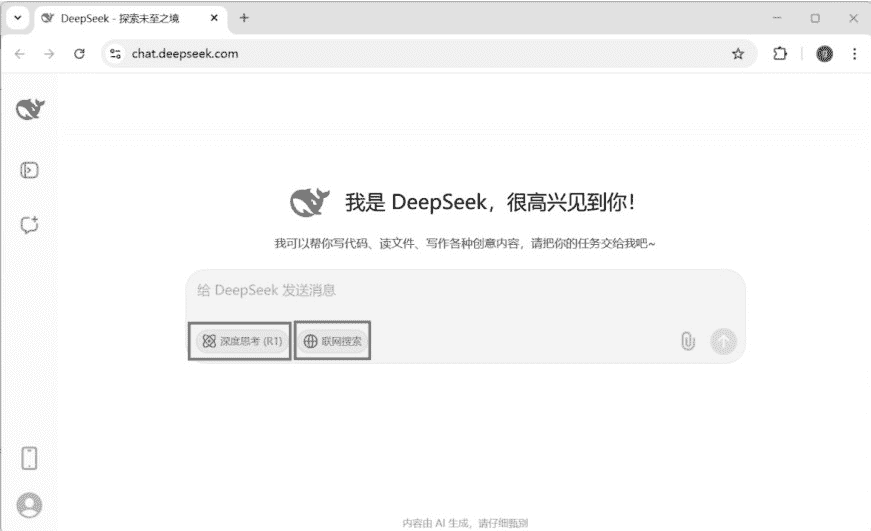 DeepSeek - 探索未至之境
chat.deepseek.com
我是 DeepSeek，很高兴见到你！
我可以帮你写代码、读文件、写作各种创意内容，请把你的任务交给我吧~
给 DeepSeek 发送消息
深度思考 (R1) 联网搜索
内容由 AI 生成，请仔细甄别